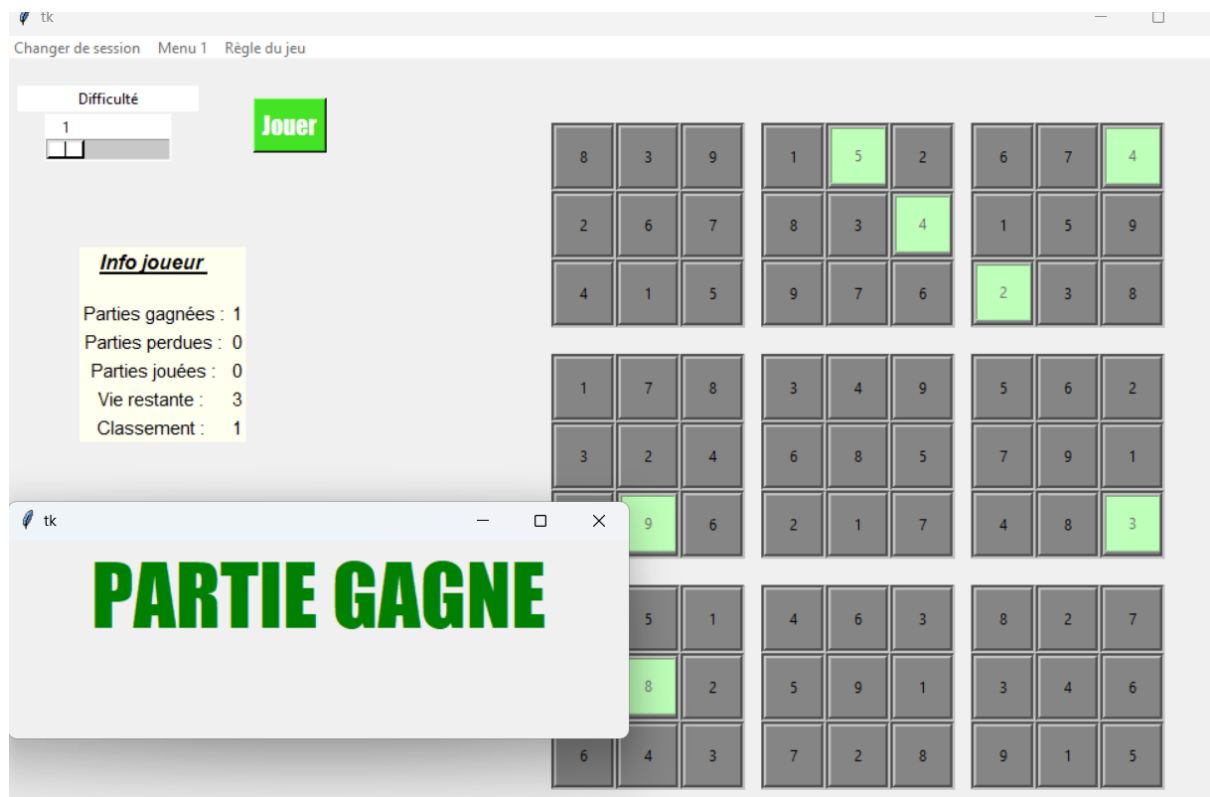 tk
Changer de session Menu 1 Règle du jeu
Difficulté
1
Jouer
Info joueur
Parties gagnées : 1
Parties perdues : 0
Parties jouées : 0
Vie restante : 3
Classement : 1
8 3 9 1 5 2 6 7 4
2 6 7 8 3 4 1 5 9
4 1 5 9 7 6 2 3 8
1 7 8 3 4 9 5 6 2
3 2 4 6 8 5 7 9 1
9 6 2 1 7 4 8 3
5 1 4 6 3 8 2 7
8 2 5 9 1 3 4 6
6 4 3 7 2 8 9 1 5
tk
PARTIE GAGNE